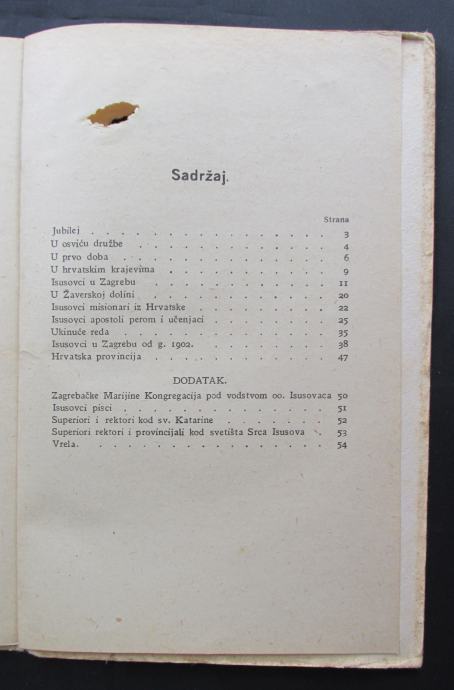 Sadržaj.
Strana
Jubilej . . . . . . . . . . . . . . . 3
U osviću družbe . . . . . . . . . . . . 4
U prvo doba . . . . . . . . . . . . . 6
U hrvatskim krajevima . . . . . . . . . . 9
Isusovci u Zagrebu . . . . . . . . . . . 11
U Žaverskoj dolini . . . . . . . . . . . 20
Isusovci misionari iz Hrvatske . . . . . . . . 22
Isusovci apostoli perom i učenjaci . . . . . . . 25
Ukinuće reda . . . . . . . . . . . . . 35
Isusovci u Zagrebu od g. 1902. . . . . . . . . 38
Hrvatska provincija . . . . . . . . . . . 47
DODATAK.
Zagrebačke Marijine Kongregacija pod vodstvom oo. Isusovaca 50
Isusovci pisci . . . . . . . . . . . . . 51
Superiori i rektori kod sv. Katarine . . . . . . 52
Superiori rektori i provincijali kod svetišta Srca Isusova . 53
Vrela. . . . . . . . . . . . . . . . 54